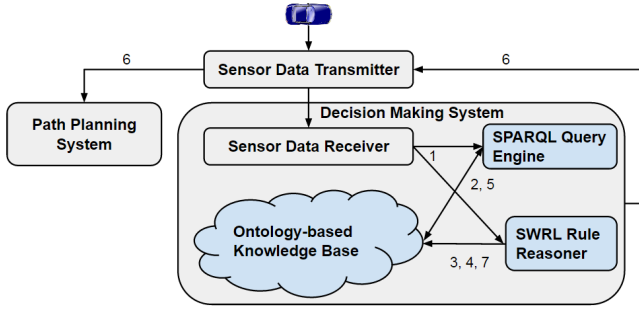 6
6
Sensor Data Transmitter
Path Planning
System
Decision Making System
Sensor Data Receiver
SPARQL Query
Engine
1
2, 5
Ontology-based
Knowledge Base
SWRL Rule
Reasoner
3, 4, 7